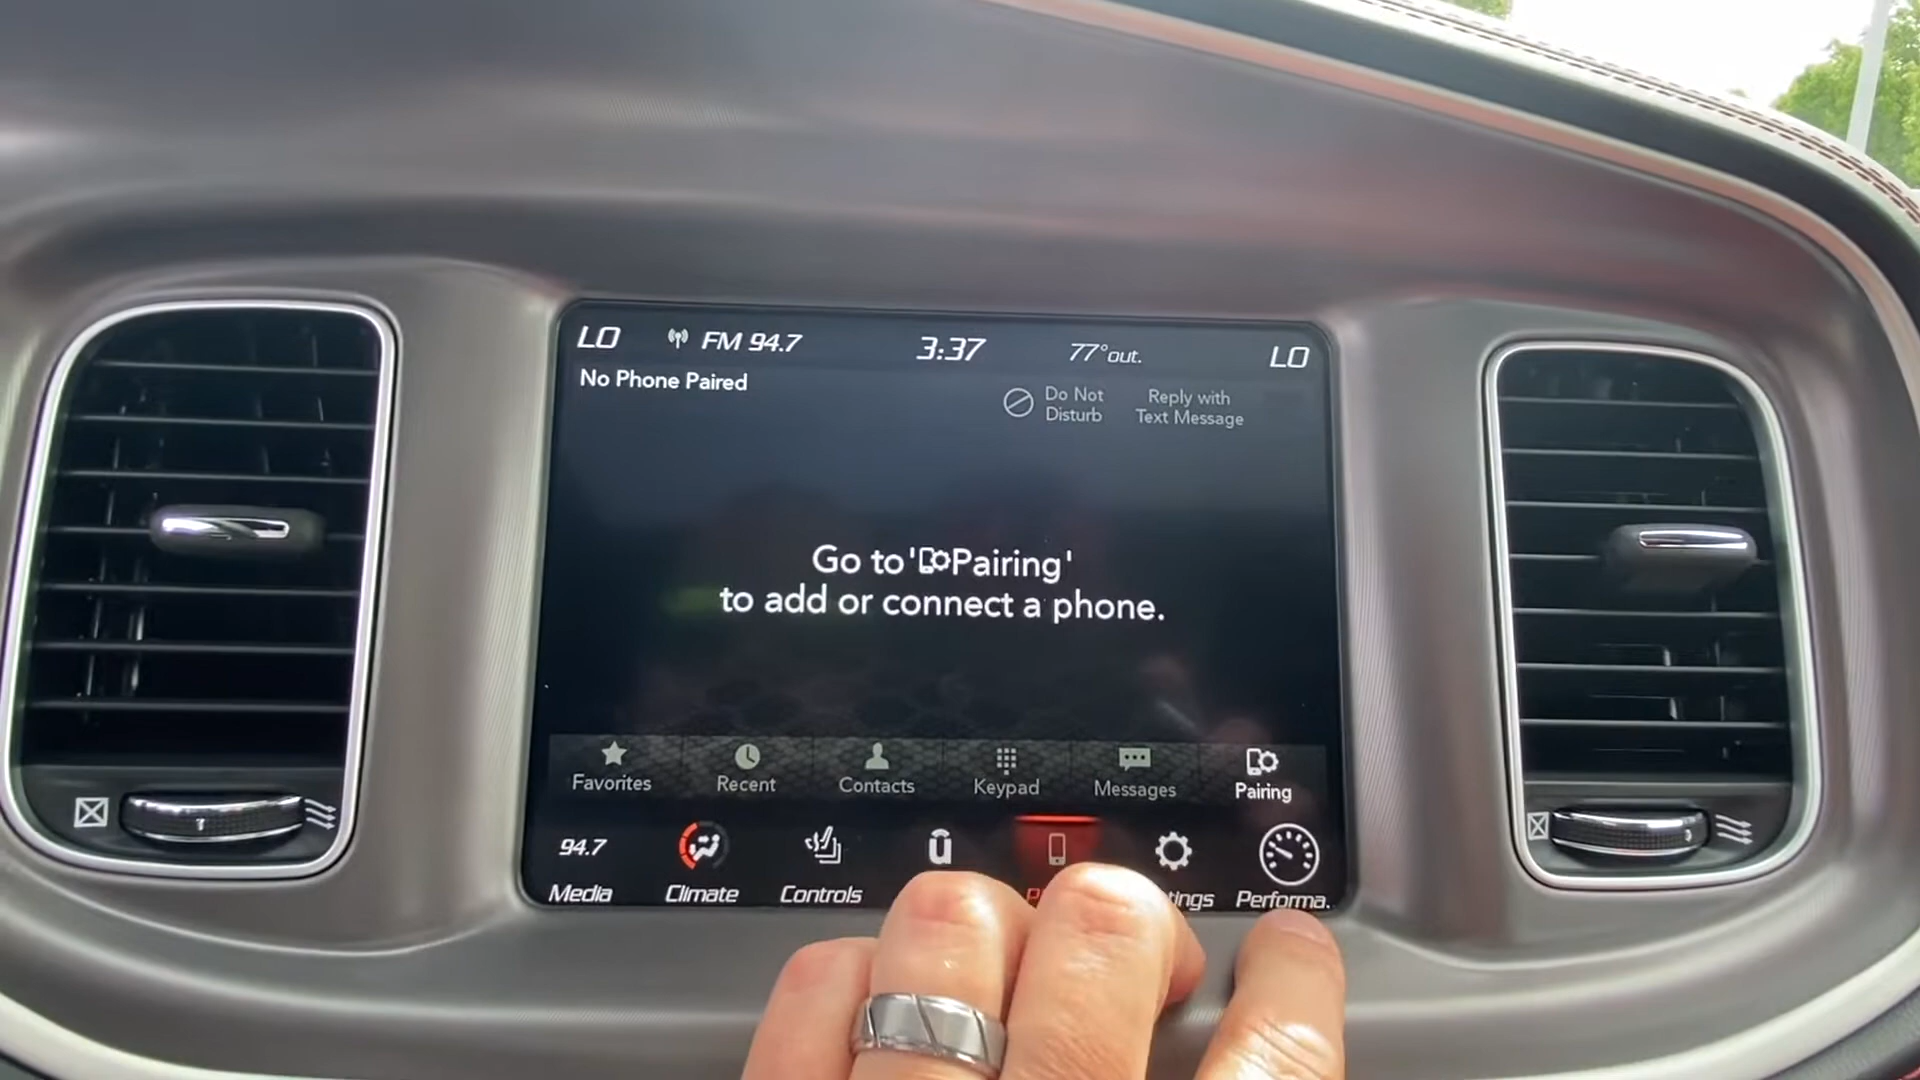 LO FM 94.7 3:37 77°out. LO
No Phone Paired
Do Not
Disturb
Reply with
Text Message
Go to 'Pairing'
to add or connect a phone.
Favorites Recent Contacts Keypad Messages Pairing
94.7
Media Climate Controls tings Performa.